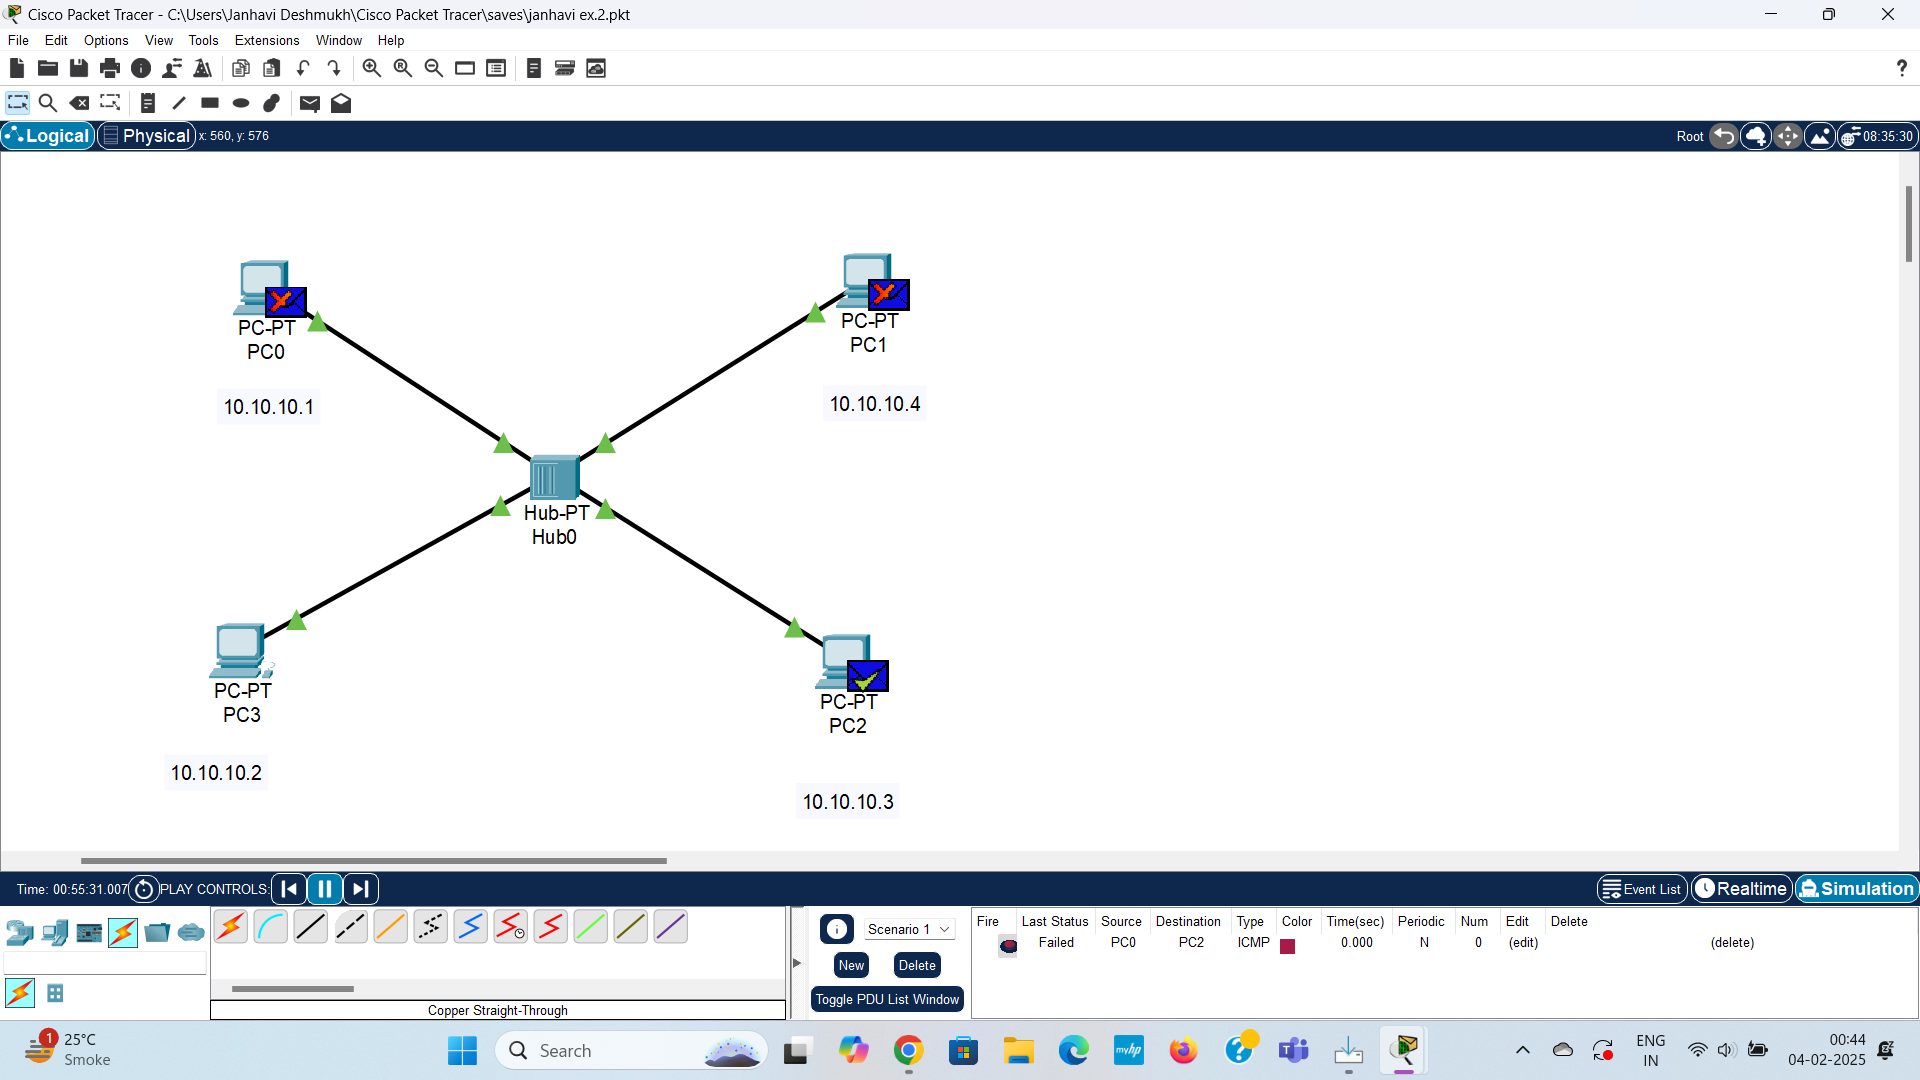 Cisco Packet Tracer - C:\Users\Janhavi Deshmukh\Cisco Packet Tracer\saves\janhavi ex.2.pkt
File Edit Options View Tools Extensions Window Help
?
Logical Physical x: 560, y: 576 Root 08:35:30
PC-PT
PC0
10.10.10.1
PC-PT
PC1
10.10.10.4
Hub-PT
Hub0
PC-PT
PC3
10.10.10.2
PC-PT
PC2
10.10.10.3
Time: 00:55:31.007 PLAY CONTROLS: Event List Realtime Simulation
Scenario 1
New Delete
Toggle PDU List Window
Fire Last Status Source Destination Type Color Time(sec) Periodic Num Edit Delete
Failed PC0 PC2 ICMP 0.000 N 0 (edit) (delete)
Copper Straight-Through
1
25°C
Smoke
Search
myhp
ENG
IN
00:44
04-02-2025